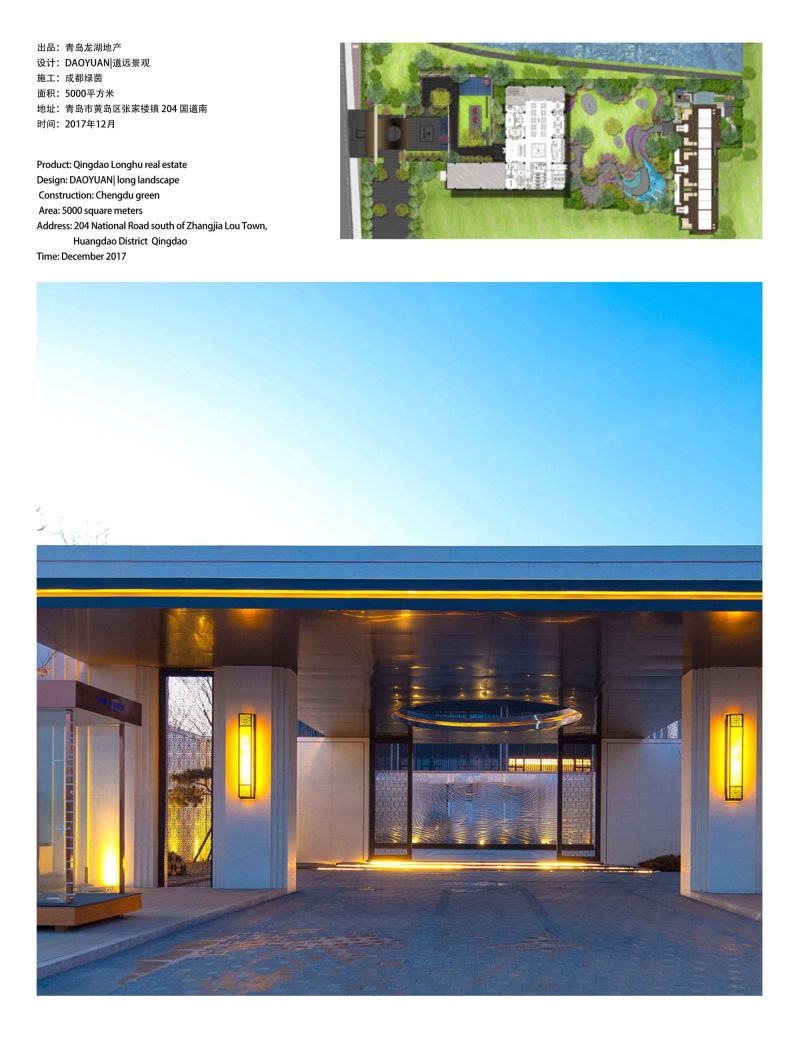 出品：青岛龙湖地产
设计：DAOYUAN|道远景观
施工：成都绿茵
面积：5000平方米
地址：青岛市黄岛区张家楼镇 204 国道南
时间：2017年12月
Product: Qingdao Longhu real estate
Design: DAOYUAN| long landscape
Construction: Chengdu green
Area: 5000 square meters
Address: 204 National Road south of Zhangjia Lou Town,
Huangdao District Qingdao
Time: December 2017